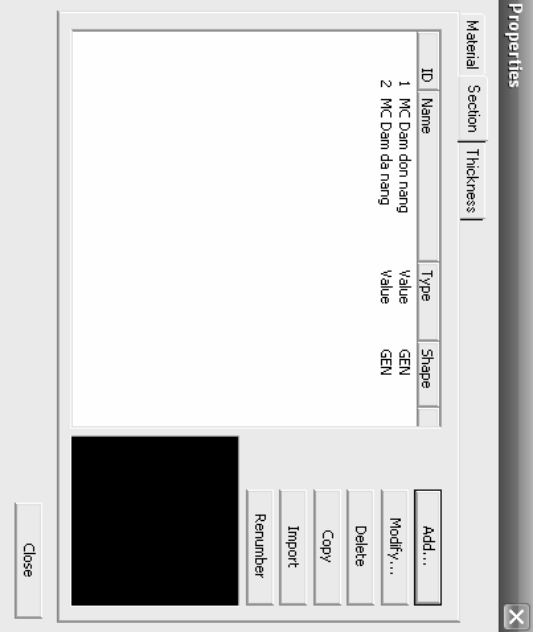 Properties
Material Section Thickness
ID Name Type Shape
1 MC Dam don nang Value GEN
2 MC Dam da nang Value GEN
Add...
Modify...
Delete
Copy
Import
Renumber
Close